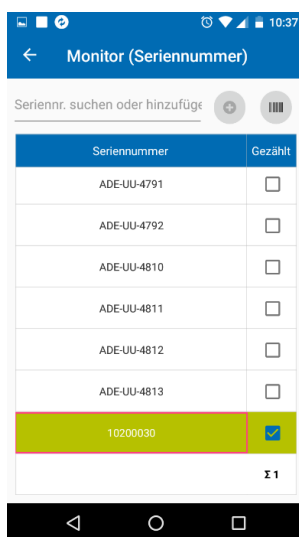 10:37
Monitor (Seriennummer)
Seriennr. suchen oder hinzufüge
Seriennummer Gezählt
ADE-UU-4791
ADE-UU-4792
ADE-UU-4810
ADE-UU-4811
ADE-UU-4812
ADE-UU-4813
10200030
Σ 1